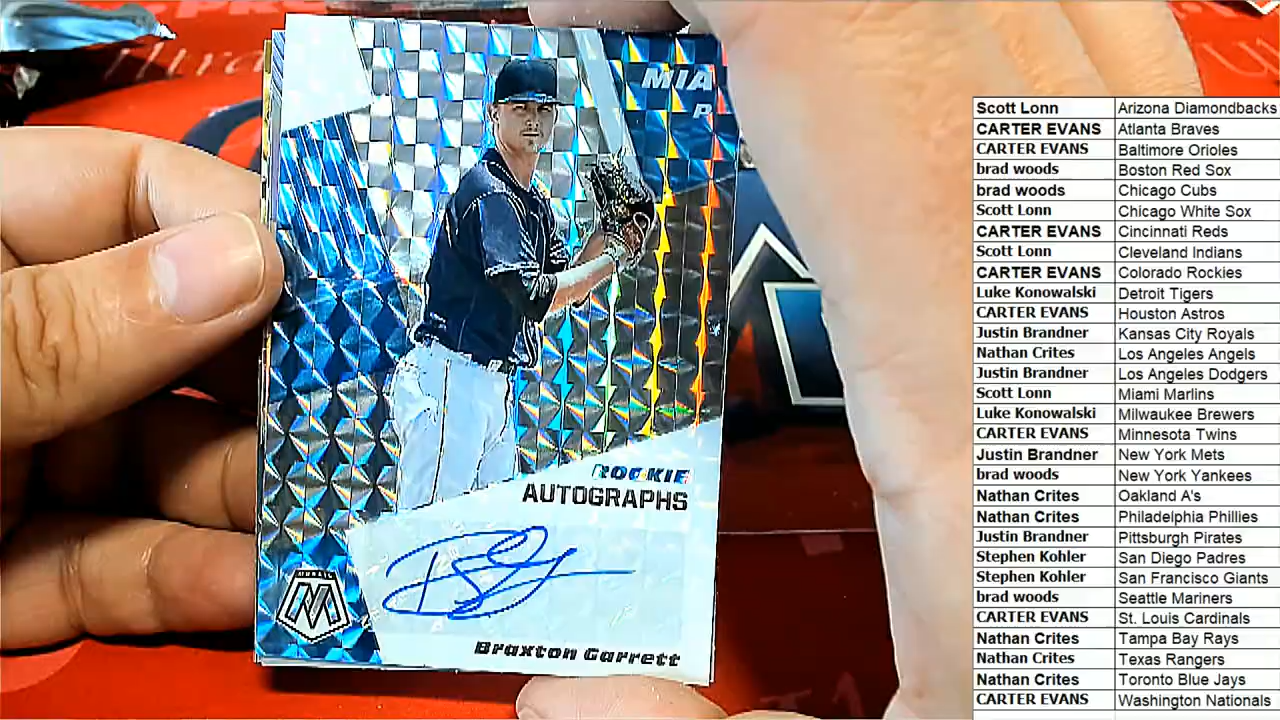 MIA
P
ROOKIE
AUTOGRAPHS
MOSAIC
Braxton Garrett
Scott Lonn Arizona Diamondbacks
CARTER EVANS Atlanta Braves
CARTER EVANS Baltimore Orioles
brad woods Boston Red Sox
brad woods Chicago Cubs
Scott Lonn Chicago White Sox
CARTER EVANS Cincinnati Reds
Scott Lonn Cleveland Indians
CARTER EVANS Colorado Rockies
Luke Konowalski Detroit Tigers
CARTER EVANS Houston Astros
Justin Brandner Kansas City Royals
Nathan Crites Los Angeles Angels
Justin Brandner Los Angeles Dodgers
Scott Lonn Miami Marlins
Luke Konowalski Milwaukee Brewers
CARTER EVANS Minnesota Twins
Justin Brandner New York Mets
brad woods New York Yankees
Nathan Crites Oakland A's
Nathan Crites Philadelphia Phillies
Justin Brandner Pittsburgh Pirates
Stephen Kohler San Diego Padres
Stephen Kohler San Francisco Giants
brad woods Seattle Mariners
CARTER EVANS St. Louis Cardinals
Nathan Crites Tampa Bay Rays
Nathan Crites Texas Rangers
Nathan Crites Toronto Blue Jays
CARTER EVANS Washington Nationals